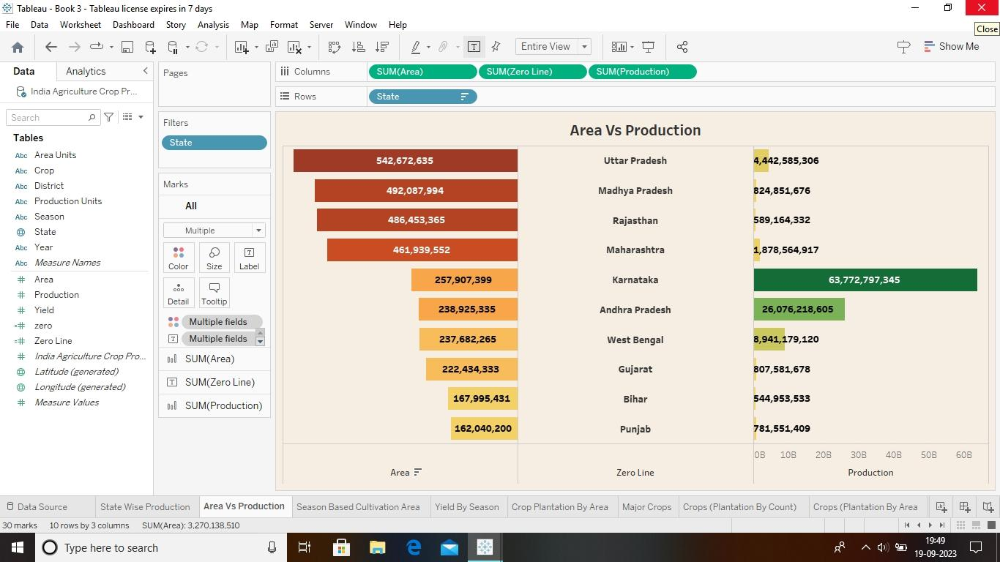 Tableau - Book 3 - Tableau license expires in 7 days
File Data Worksheet Dashboard Story Analysis Map Format Server Window Help
Close
Entire View
Show Me
Data Analytics
India Agriculture Crop Pr...
Search
Tables
Abc Area Units
Abc Crop
Abc District
Abc Production Units
Abc Season
State
Abc Year
Abc Measure Names
# Area
# Production
# Yield
=# zero
=# Zero Line
# India Agriculture Crop Pro...
Latitude (generated)
Longitude (generated)
# Measure Values
Pages
Filters
State
Marks
All
Multiple
Color Size Label
Detail Tooltip
Multiple fields
Multiple fields
SUM(Area)
SUM(Zero Line)
SUM(Production)
Columns SUM(Area) SUM(Zero Line) SUM(Production)
Rows State
Area Vs Production
542,672,635 Uttar Pradesh 4,442,585,306
492,087,994 Madhya Pradesh 824,851,676
486,453,365 Rajasthan 589,164,332
461,939,552 Maharashtra 1,878,564,917
257,907,399 Karnataka 63,772,797,345
238,925,335 Andhra Pradesh 26,076,218,605
237,682,265 West Bengal 8,941,179,120
222,434,333 Gujarat 807,581,678
167,995,431 Bihar 544,953,533
162,040,200 Punjab 781,551,409
0B 10B 20B 30B 40B 50B 60B
Area Zero Line Production
Data Source State Wise Production Area Vs Production Season Based Cultivation Area Yield By Season Crop Plantation By Area Major Crops Crops (Plantation By Count) Crops (Plantation By Area
30 marks 10 rows by 3 columns SUM(Area): 3,270,138,510
Type here to search
19:49
19-09-2023